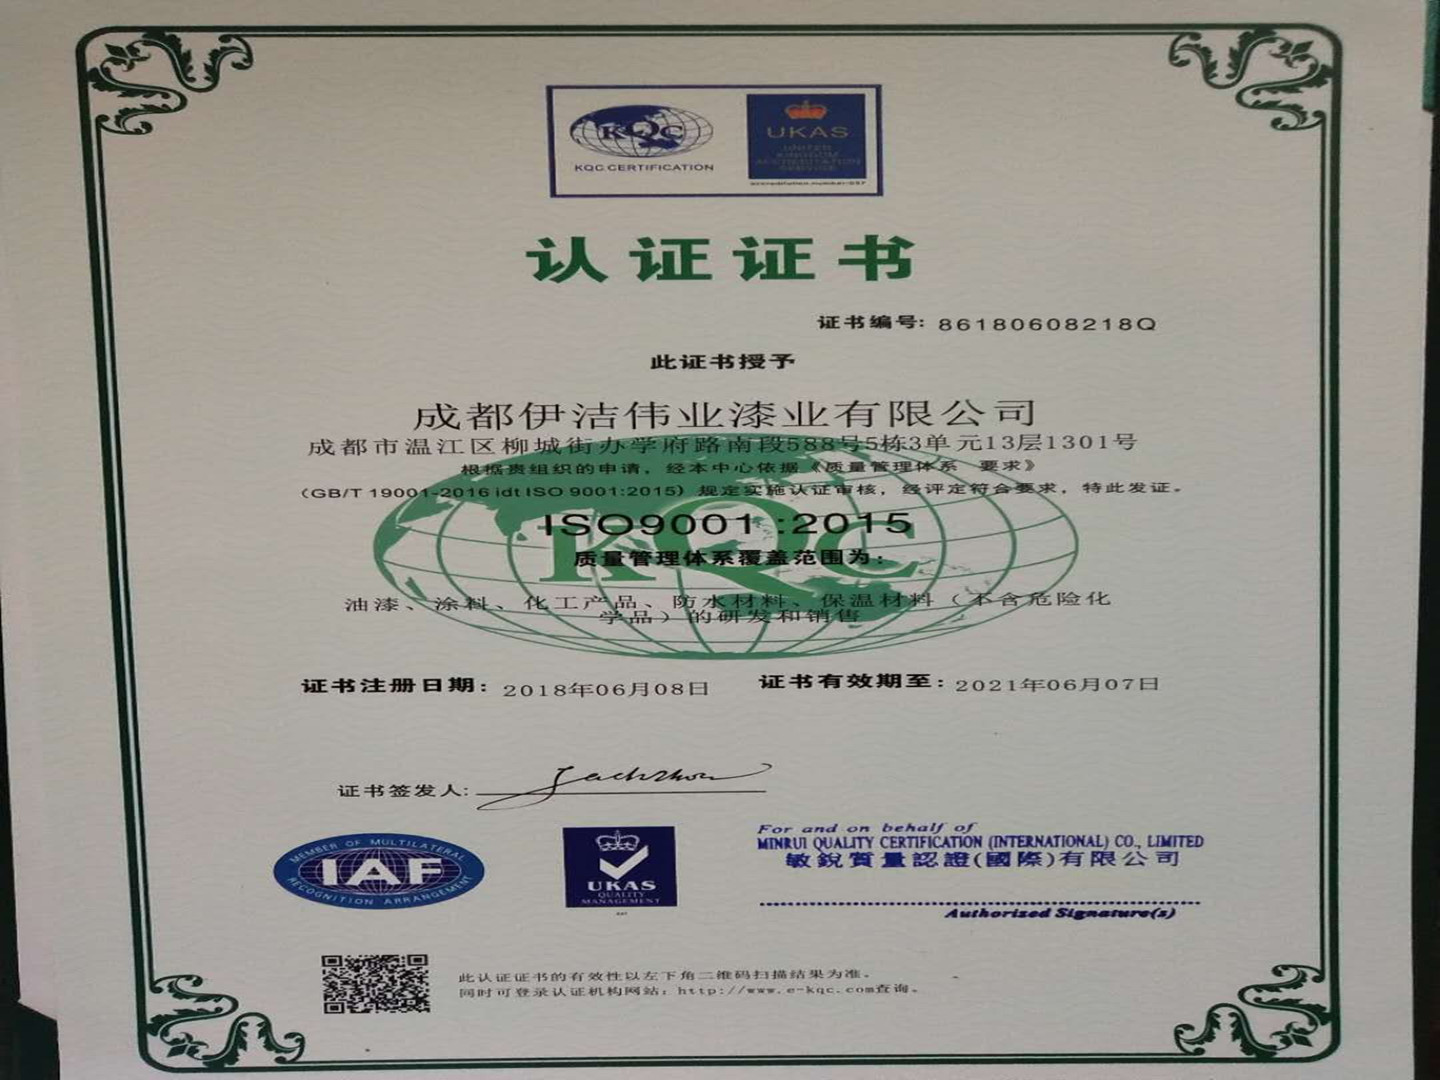 KQC
KQC CERTIFICATION
UKAS
UNITED
KINGDOM
ACCREDITATION
SERVICE
认证证书
证书编号: 86180608218Q
此证书授予
成都伊洁伟业漆业有限公司
成都市温江区柳城街办学府路南段588号5栋3单元13层1301号
根据贵组织的申请，经本中心依据《质量管理体系 要求》
（GB/T 19001-2016 idt ISO 9001:2015）规定实施认证审核，经评定符合要求，特此发证。
ISO9001:2015
KQC
质量管理体系覆盖范围为:
油漆、涂料、化工产品、防水材料、保温材料（不含危险化
学品）的研发和销售
证书注册日期: 2018年06月08日 证书有效期至: 2021年06月07日
证书签发人:
MEMBER OF MULTILATERAL
IAF
RECOGNITION ARRANGEMENT
UKAS
QUALITY
MANAGEMENT
For and on behalf of
MINRUI QUALITY CERTIFICATION (INTERNATIONAL) CO., LIMITED
敏銳質量認證(國際)有限公司
Authorized Signature(s)
此认证证书的有效性以左下角二维码扫描结果为准。
同时可登录认证机构网站: http://www.e-kqc.com查询。